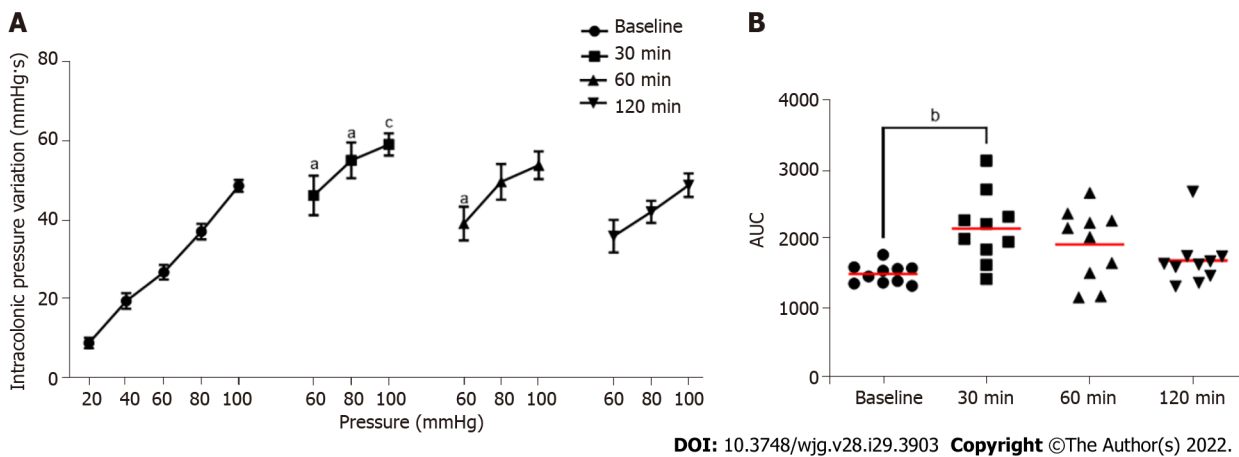 A
Intracolonic pressure variation (mmHg·s)
80
60
40
20
0
Baseline
30 min
60 min
120 min
a
a
c
a
20 40 60 80 100 60 80 100 60 80 100 60 80 100
Pressure (mmHg)
B
AUC
4000
3000
2000
1000
0
b
Baseline 30 min 60 min 120 min
DOI: 10.3748/wjg.v28.i29.3903 Copyright ©The Author(s) 2022.